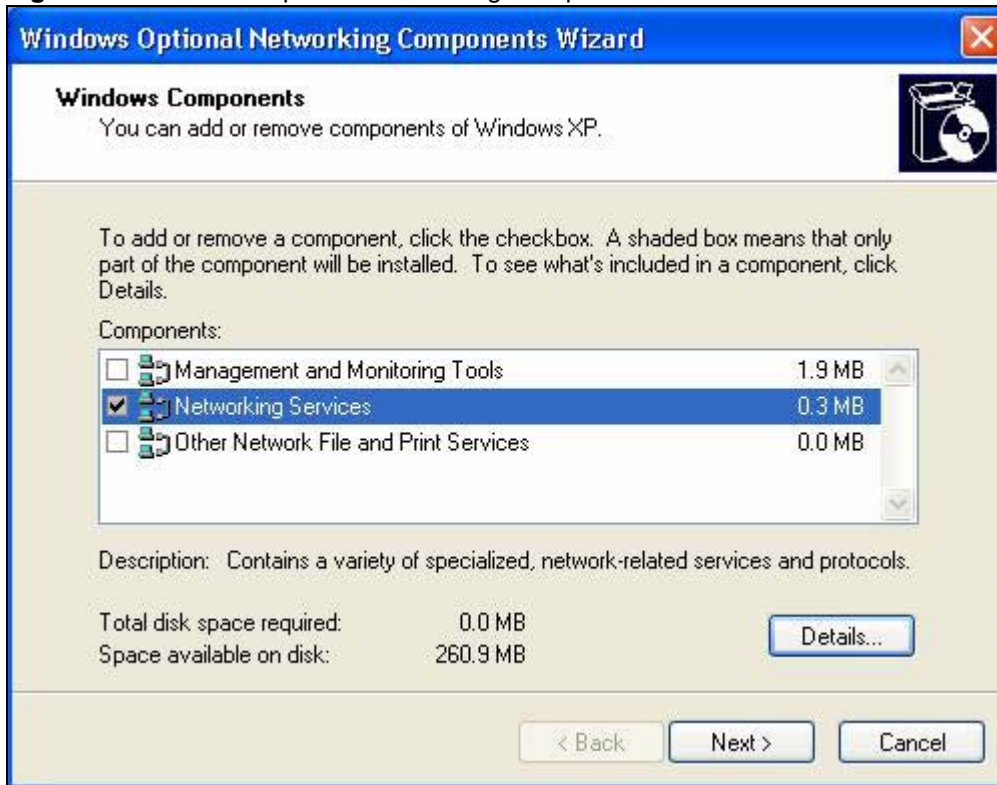 Windows Optional Networking Components Wizard
Windows Components
You can add or remove components of Windows XP.
To add or remove a component, click the checkbox. A shaded box means that only
part of the component will be installed. To see what's included in a component, click
Details.
Components:
Management and Monitoring Tools 1.9 MB
Networking Services 0.3 MB
Other Network File and Print Services 0.0 MB
Description: Contains a variety of specialized, network-related services and protocols.
Total disk space required: 0.0 MB
Space available on disk: 260.9 MB
Details...
< Back Next > Cancel